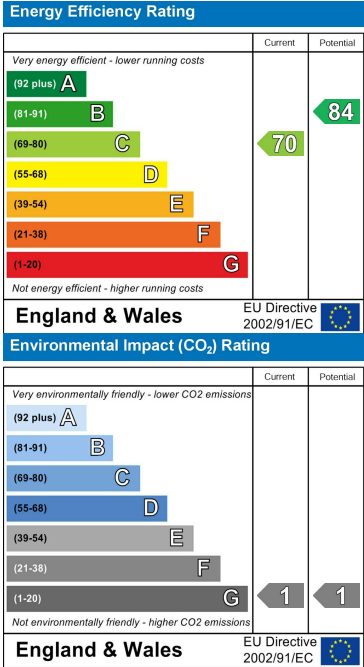 Energy Efficiency Rating
Current Potential
Very energy efficient - lower running costs
(92 plus) A
(81-91) B 84
(69-80) C 70
(55-68) D
(39-54) E
(21-38) F
(1-20) G
Not energy efficient - higher running costs
England & Wales
EU Directive
2002/91/EC
Environmental Impact (CO2) Rating
Current Potential
Very environmentally friendly - lower CO2 emissions
(92 plus) A
(81-91) B
(69-80) C
(55-68) D
(39-54) E
(21-38) F
(1-20) G 1 1
Not environmentally friendly - higher CO2 emissions
England & Wales
EU Directive
2002/91/EC